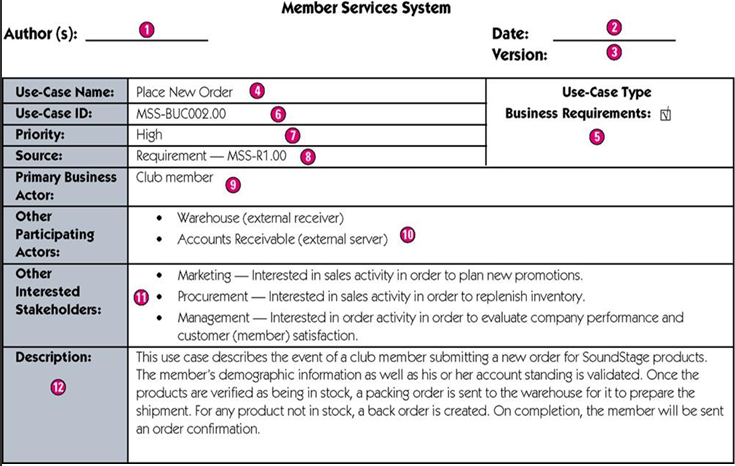 Member Services System
Author (s): 1
Date: 2
Version: 3
Use-Case Name: Place New Order 4
Use-Case Type
Use-Case ID: MSS-BUC002.00 6
Business Requirements: ☑
Priority: High 7
5
Source: Requirement — MSS-R1.00 8
Primary Business
Actor:
Club member 9
Other
Participating
Actors:
• Warehouse (external receiver)
• Accounts Receivable (external server) 10
Other
Interested
Stakeholders:
11
• Marketing — Interested in sales activity in order to plan new promotions.
• Procurement — Interested in sales activity in order to replenish inventory.
• Management — Interested in order activity in order to evaluate company performance and
customer (member) satisfaction.
Description:
12
This use case describes the event of a club member submitting a new order for SoundStage products.
The member's demographic information as well as his or her account standing is validated. Once the
products are verified as being in stock, a packing order is sent to the warehouse for it to prepare the
shipment. For any product not in stock, a back order is created. On completion, the member will be sent
an order confirmation.